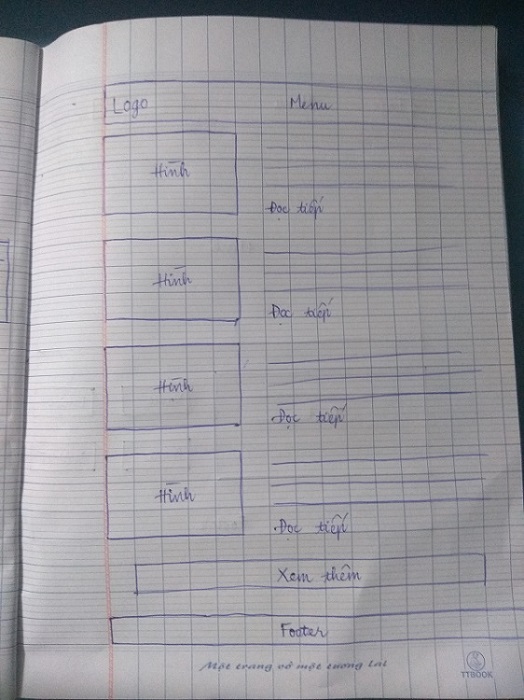 Logo Menu
Hình
Đọc tiếp
Hình
Đọc tiếp
Hình
Đọc tiếp
Hình
Đọc tiếp
Xem thêm
Footer
Một trang vở một tương lai
TTBOOK